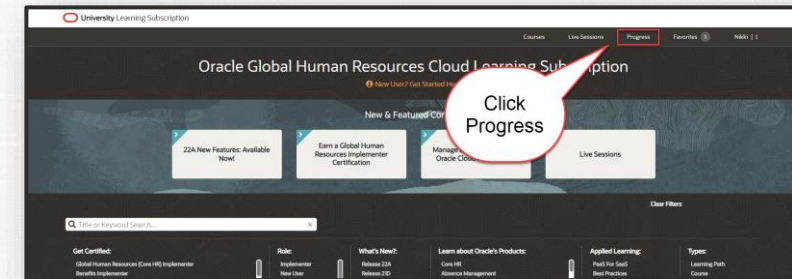 University Learning Subscription
Courses Live Sessions Progress Favorites Nikki
Oracle Global Human Resources Cloud Learning Subscription
New User? Get Started He
Click
Progress
New & Featured Con
22A New Features: Available
Now!
Earn a Global Human
Resources Implementer
Certification
Manage
Oracle Cloud
Live Sessions
Clear Filters
Title or Keyword Search...
Get Certified: Role: What's New?: Learn about Oracle's Products: Applied Learning: Types:
Global Human Resources (Core HR) Implementer Implementer Release 22A Core HR PaaS For SaaS Learning Path
Benefits Implementer New User Release 21D Absence Management Best Practices Course